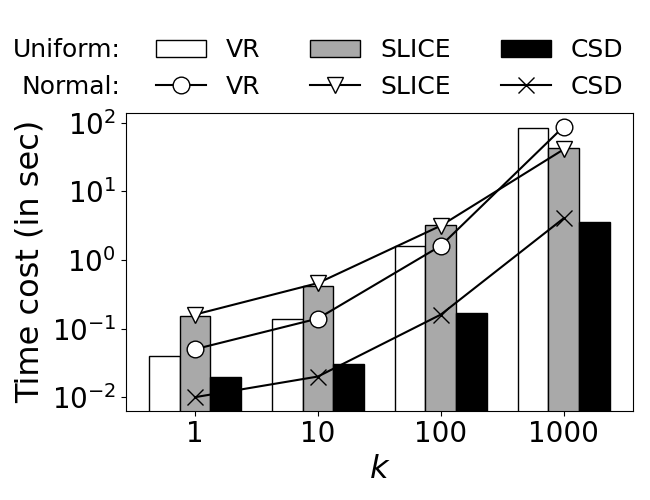 Uniform: VR SLICE CSD
Normal: VR SLICE CSD
Time cost (in sec)
10²
10¹
10⁰
10⁻¹
10⁻²
1 10 100 1000
k